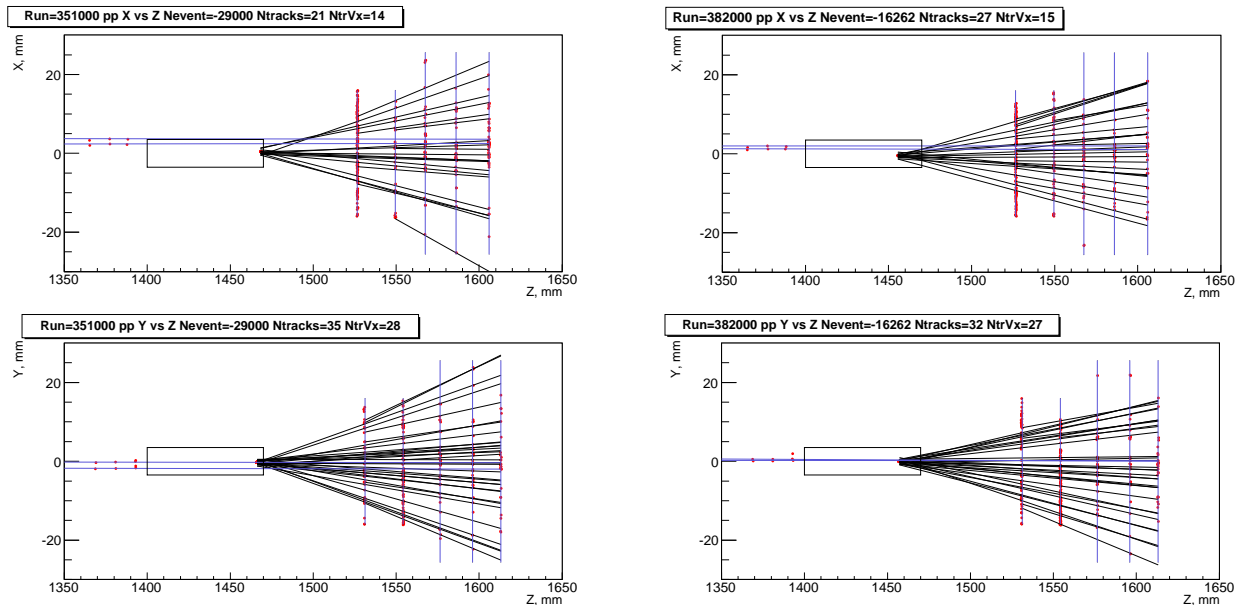 Run=351000 pp X vs Z Nevent=-29000 Ntracks=21 NtrVx=14
X, mm
20
0
-20
1350 1400 1450 1500 1550 1600 1650
Z, mm
Run=382000 pp X vs Z Nevent=-16262 Ntracks=27 NtrVx=15
X, mm
20
0
-20
1350 1400 1450 1500 1550 1600 1650
Z, mm
Run=351000 pp Y vs Z Nevent=-29000 Ntracks=35 NtrVx=28
Y, mm
20
0
-20
1350 1400 1450 1500 1550 1600 1650
Z, mm
Run=382000 pp Y vs Z Nevent=-16262 Ntracks=32 NtrVx=27
Y, mm
20
0
-20
1350 1400 1450 1500 1550 1600 1650
Z, mm